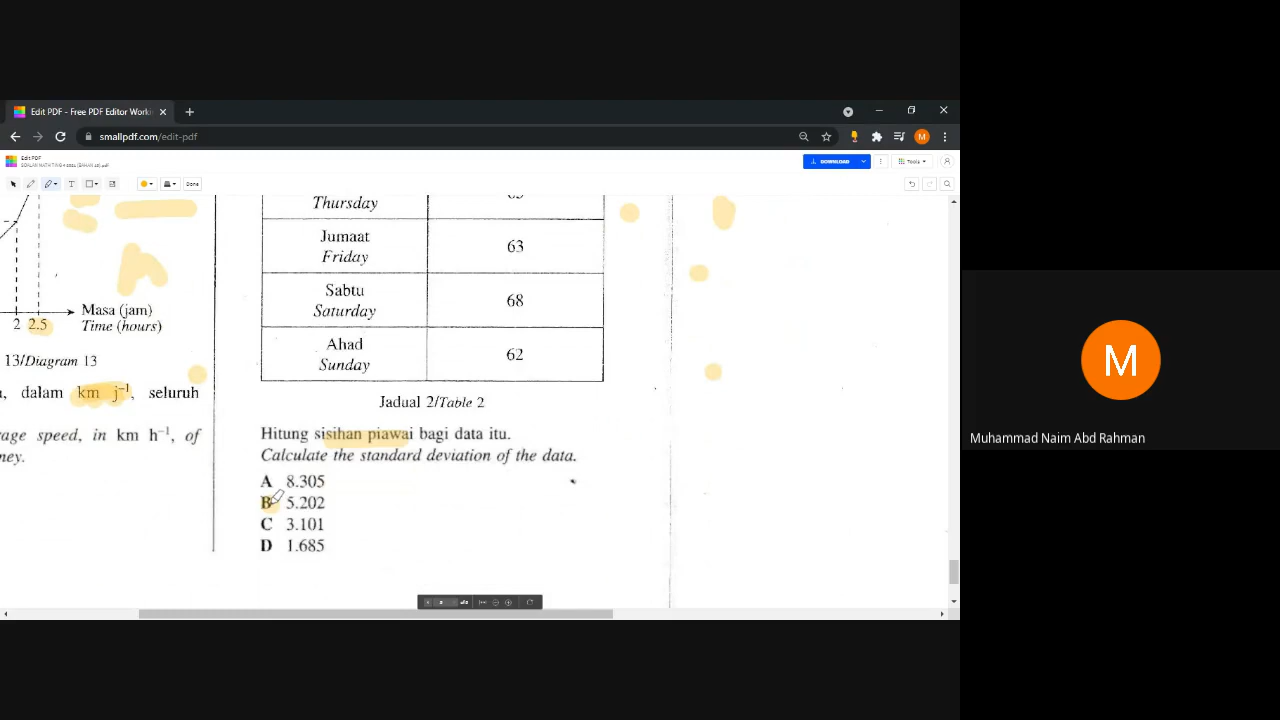 Edit PDF - Free PDF Editor Worki
smallpdf.com/edit-pdf
M
Edit PDF
DOWNLOAD
Tools
T
Done
Thursday
Jumaat 63
Friday
Sabtu 68
Saturday
Ahad 62
Sunday
Jadual 2/Table 2
Hitung sisihan piawai bagi data itu.
Calculate the standard deviation of the data.
A 8.305
B 5.202
C 3.101
D 1.685
2 2.5
Masa (jam)
Time (hours)
13/Diagram 13
, dalam km j⁻¹, seluruh
age speed, in km h⁻¹, of
ney.
M
Muhammad Naim Abd Rahman